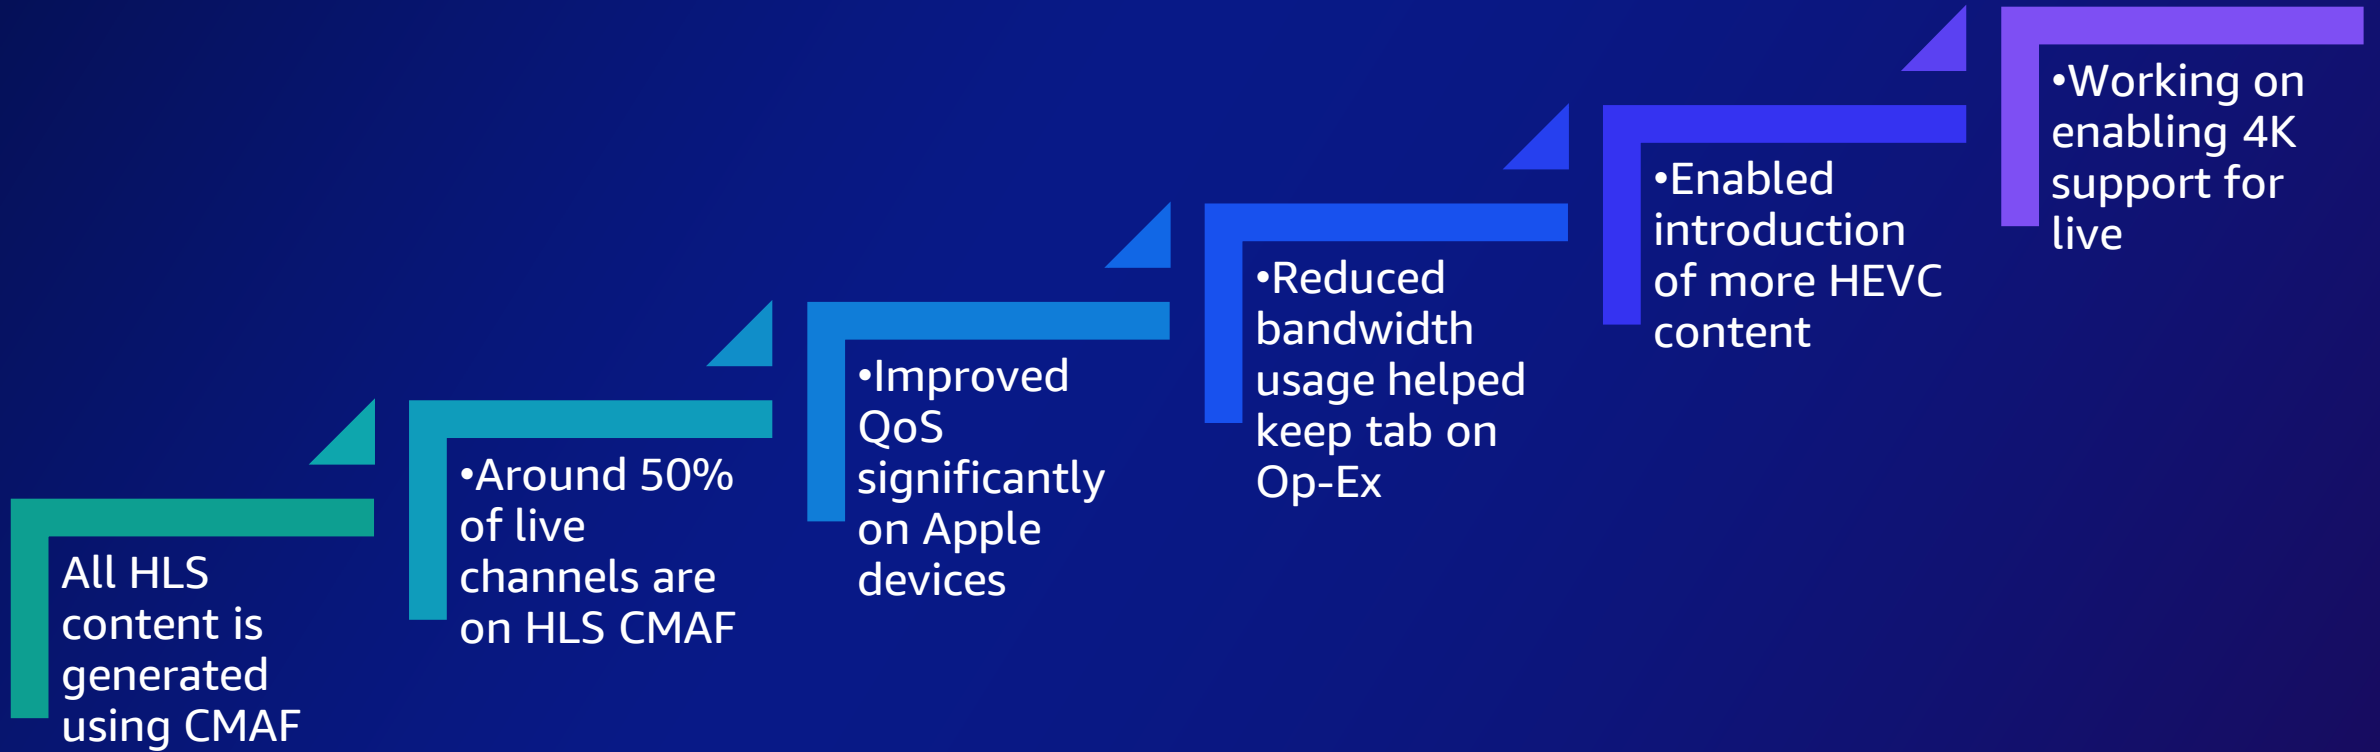 All HLS
content is
generated
using CMAF
•Around 50%
of live
channels are
on HLS CMAF
•Improved
QoS
significantly
on Apple
devices
•Reduced
bandwidth
usage helped
keep tab on
Op-Ex
•Enabled
introduction
of more HEVC
content
•Working on
enabling 4K
support for
live